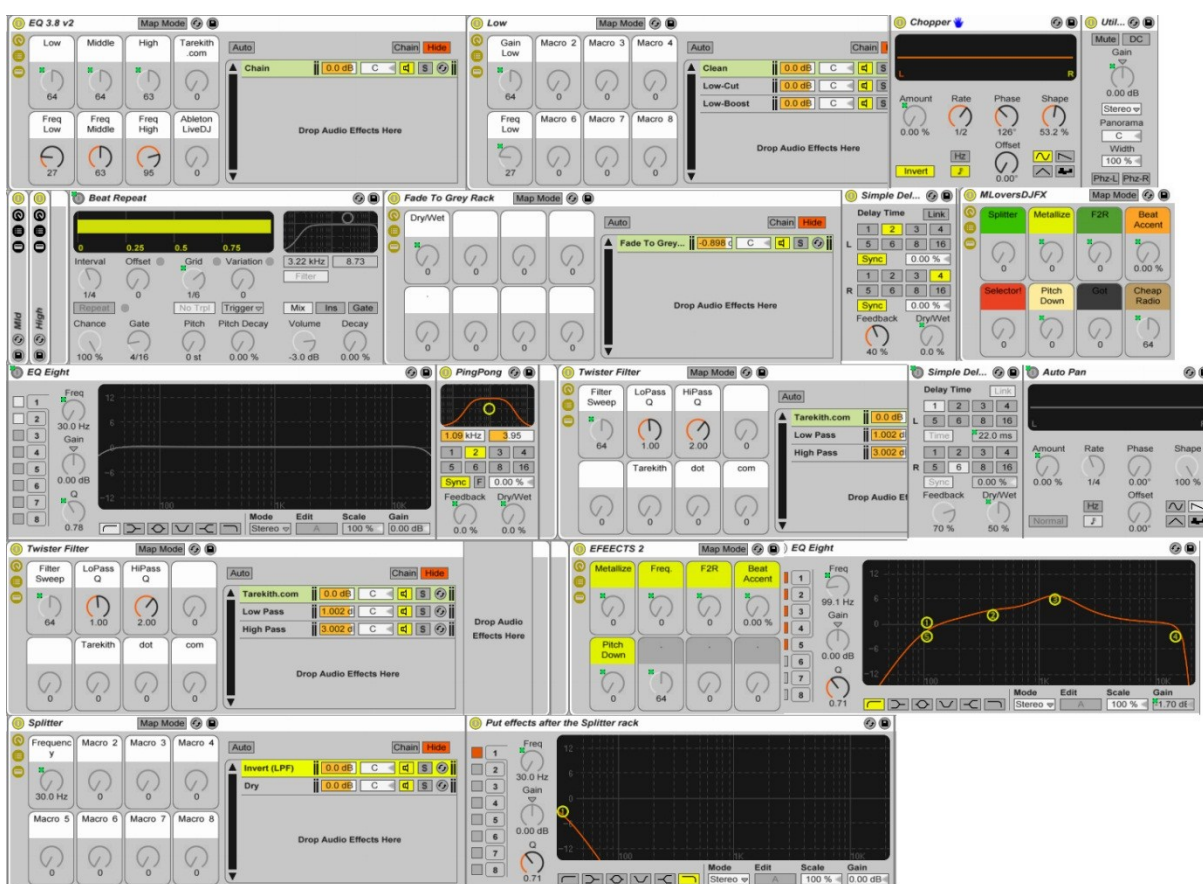 EQ 3.8 v2 Map Mode
Low Middle High Tarekith .com
64 64 63 0
Freq Low Freq Middle Freq High Ableton LiveDJ
27 63 95 0
Auto Chain Hide
Chain 0.0 dB C S
Drop Audio Effects Here
Low Map Mode
Gain Low Macro 2 Macro 3 Macro 4
64 0 0 0
Freq Low Macro 6 Macro 7 Macro 8
27 0 0 0
Auto Chain
Clean 0.0 dB C S
Low-Cut 0.0 dB C S
Low-Boost 0.0 dB C S
Drop Audio Effects Here
Chopper
L R
Amount Rate Phase Shape
0.00 % 1/2 126° 53.2 %
Hz Offset
Invert 0.00°
Util...
Mute DC
Gain
0.00 dB
Stereo
Panorama
C
Width
100 %
Phz-L Phz-R
Mid
High
Beat Repeat
0 0.25 0.5 0.75
Interval Offset Grid Variation 3.22 kHz 8.73
1/4 0 1/6 0 Filter
Repeat No Trpl Trigger Mix Ins Gate
Chance Gate Pitch Pitch Decay Volume Decay
100 % 4/16 0 st 0.00 % -3.0 dB 0.00 %
Fade To Grey Rack Map Mode
Dry/Wet
0 0 0 0
0 0 0 0
Auto Chain Hide
Fade To Grey... -0.898 C S
Drop Audio Effects Here
Simple Del...
Delay Time Link
1 2 3 4
L 5 6 8 16
Sync 0.00 %
1 2 3 4
R 5 6 8 16
Sync 0.00 %
Feedback Dry/Wet
40 % 0.0 %
MLoversDJFX
Splitter Metallize F2R Beat Accent
0 0 0 0.00 %
Selector! Pitch Down Got Cheap Radio
0 0 0 64
EQ Eight
1 2 3 4 5 6 7 8
Freq
30.0 Hz
Gain
0.00 dB
Q
0.78
12 6 0 -6 -12
100 1K 10K
Mode Edit Scale Gain
Stereo A 100 % 0.00 dB
PingPong
1.09 kHz 3.95
1 2 3 4
5 6 8 16
Sync F 0.00 %
Feedback Dry/Wet
0.0 % 0.0 %
Twister Filter Map Mode
Filter Sweep LoPass Q HiPass Q
64 1.00 2.00 0
Tarekith dot com
0 0 0 0
Auto
Tarekith.com 0.0 dB
Low Pass 1.002 d
High Pass 3.002 d
Drop Audio Ef
Simple Del...
Delay Time Link
1 2 3 4
L 5 6 8 16
Time 22.0 ms
1 2 3 4
R 5 6 8 16
Sync 0.00 %
Feedback Dry/Wet
70 % 50 %
Auto Pan
Amount Rate Phase Shape
0.00 % 1/4 0° 100 %
Hz Offset
Normal 0.00°
Twister Filter Map Mode
Filter Sweep LoPass Q HiPass Q
64 1.00 2.00 0
Tarekith dot com
0 0 0 0
Auto Chain Hide
Tarekith.com 0.0 dB C S
Low Pass 1.002 d C S
High Pass 3.002 d C S
Drop Audio Effects Here
Drop Audio Effects Here
EFEECTS 2 Map Mode
Metallize Freq. F2R Beat Accent
0 0 0 0.00 %
Pitch Down
0 64 0 0
EQ Eight
1 2 3 4 5 6 7 8
Freq
99.1 Hz
Gain
0.00 dB
Q
0.71
12 6 0 -6 -12
1 2 3 4 5
100 1K 10K
Mode Edit Scale Gain
Stereo A 100 % -1.70 dB
Splitter Map Mode
Frequency Macro 2 Macro 3 Macro 4
30.0 Hz 0 0 0
Macro 5 Macro 6 Macro 7 Macro 8
0 0 0 0
Auto Chain Hide
Invert (LPF) 0.0 dB C S
Dry 0.0 dB C S
Drop Audio Effects Here
Put effects after the Splitter rack
1 2 3 4 5 6 7 8
Freq
30.0 Hz
Gain
0.00 dB
Q
0.71
12 6 0 -6 -12
100 1K 10K
Mode Edit Scale Gain
Stereo A 100 % 0.00 dB